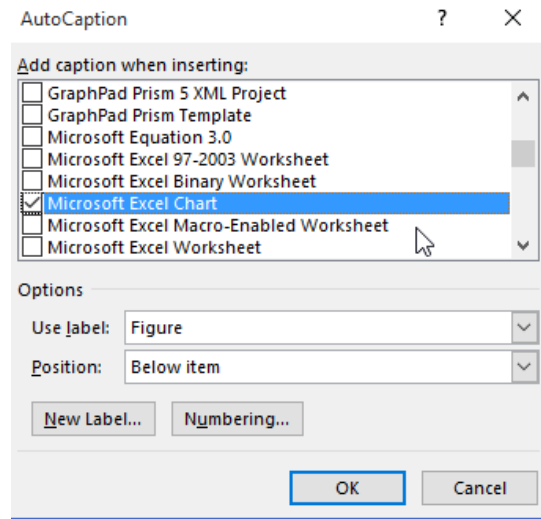 AutoCaption ? ×
Add caption when inserting:
GraphPad Prism 5 XML Project
GraphPad Prism Template
Microsoft Equation 3.0
Microsoft Excel 97-2003 Worksheet
Microsoft Excel Binary Worksheet
Microsoft Excel Chart
Microsoft Excel Macro-Enabled Worksheet
Microsoft Excel Worksheet
Options
Use label: Figure
Position: Below item
New Label... Numbering...
OK Cancel